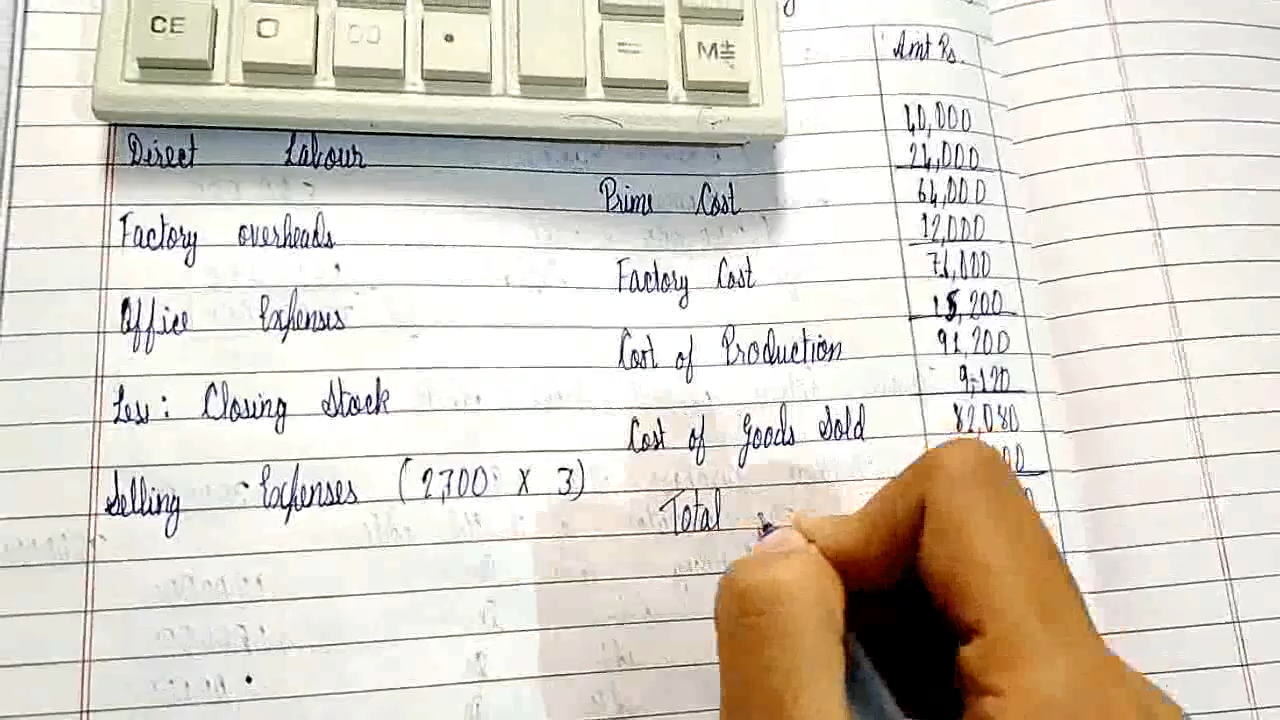 CE 0 00 • = M±
Amt Rs.
40,000
Direct Labour 24,000
Prime Cost 64,000
Factory overheads 12,000
Factory Cost 76,000
Office Expenses 15,200
Cost of Production 91,200
Less: Closing Stock 9,120
Cost of Goods Sold 82,080
Selling Expenses (2,700 X 3) 00
Total